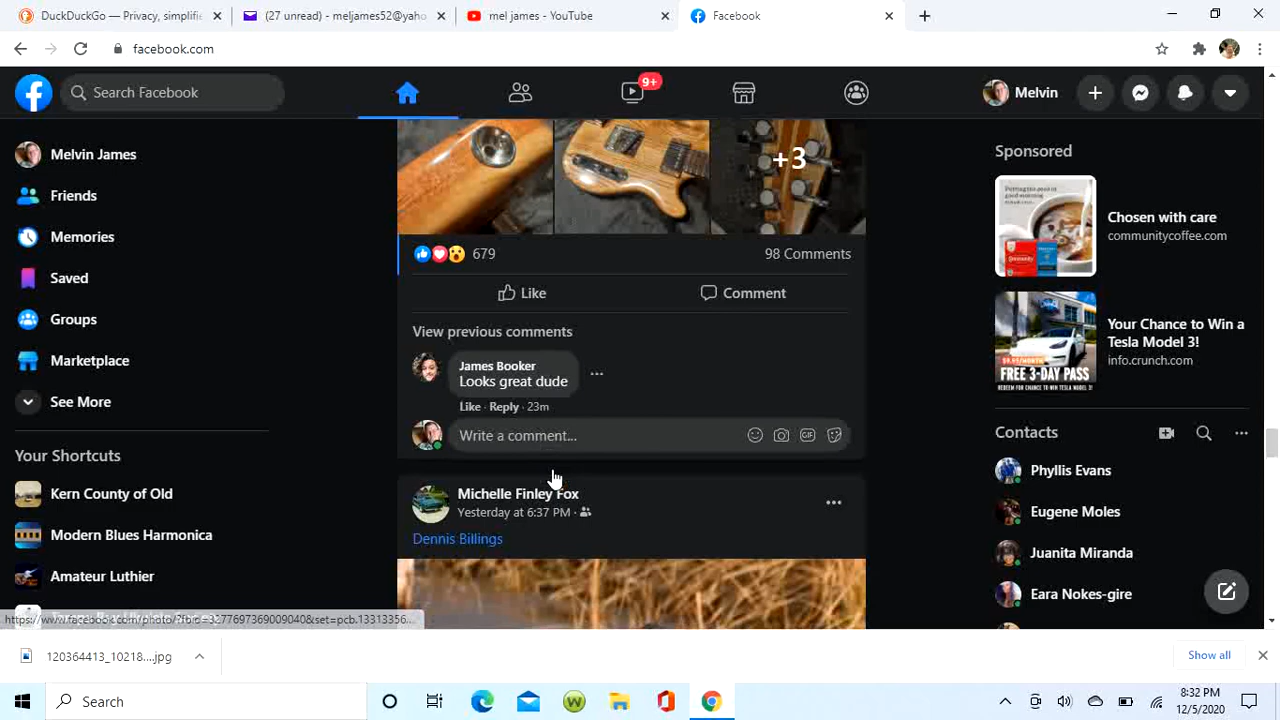 DuckDuckGo — Privacy, simplifi
(27 unread) - meljames52@yaho
mel james - YouTube
Facebook
facebook.com
Search Facebook
9+
Melvin
Melvin James
Friends
Memories
Saved
Groups
Marketplace
See More
Your Shortcuts
Kern County of Old
Modern Blues Harmonica
Amateur Luthier
+3
679
98 Comments
Like
Comment
View previous comments
James Booker
Looks great dude
Like · Reply · 23m
Write a comment...
GIF
Michelle Finley Fox
Yesterday at 6:37 PM
Dennis Billings
Sponsored
Chosen with care
communitycoffee.com
Your Chance to Win a
Tesla Model 3!
info.crunch.com
FREE 3-DAY PASS
Contacts
Phyllis Evans
Eugene Moles
Juanita Miranda
Eara Nokes-gire
120364413_10218....jpg
Show all
Search
8:32 PM
12/5/2020